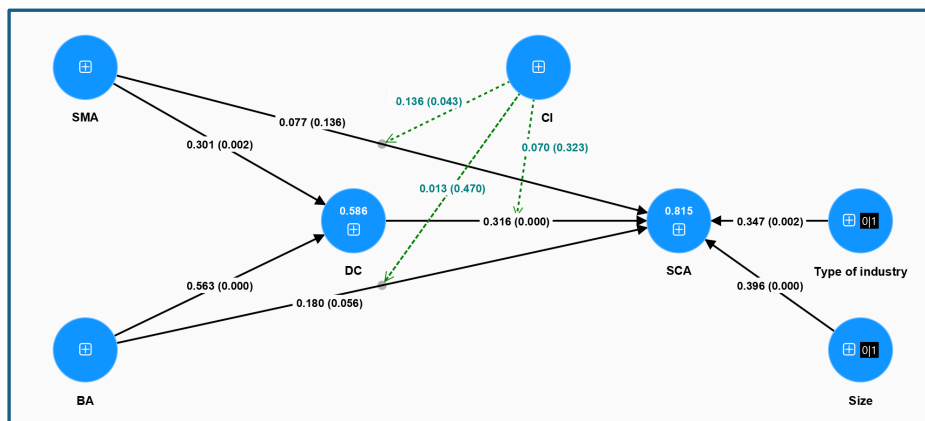 SMA
CI
0.136 (0.043)
0.077 (0.136)
0.301 (0.002)
0.070 (0.323)
0.013 (0.470)
0.586
0.815
0.316 (0.000)
0.347 (0.002)
0|1
DC
SCA
Type of industry
0.563 (0.000)
0.396 (0.000)
0.180 (0.056)
0|1
BA
Size